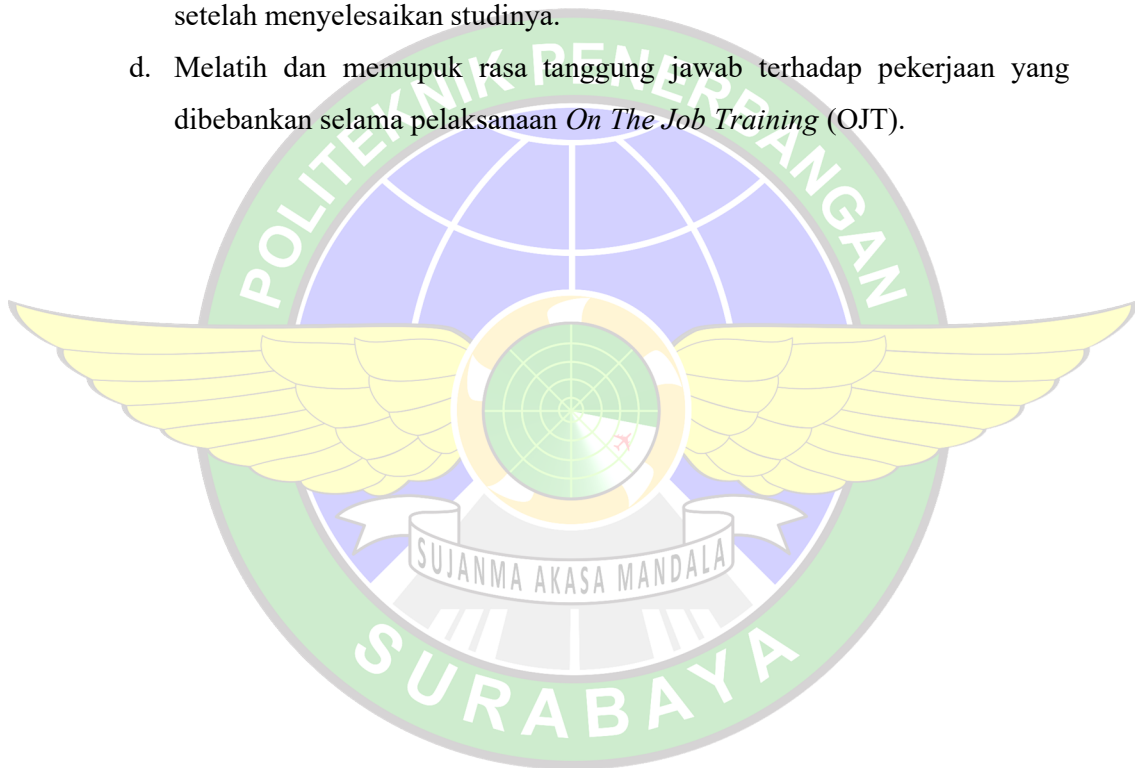 setelah menyelesaikan studinya.
d. Melatih dan memupuk rasa tanggung jawab terhadap pekerjaan yang
dibebankan selama pelaksanaan On The Job Training (OJT).
POLITEKNIK PENERBANGAN
SUJANMA AKASA MANDALA
SURABAYA